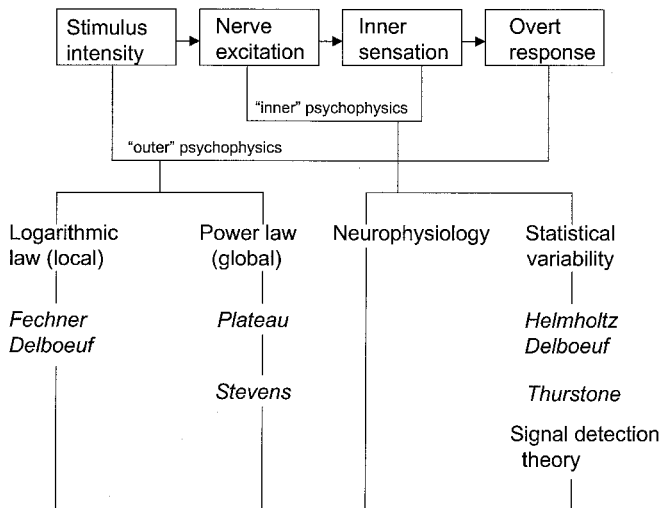 Stimulus intensity
Nerve excitation
Inner sensation
Overt response
“inner” psychophysics
“outer” psychophysics
Logarithmic
law (local)
Power law
(global)
Neurophysiology
Statistical
variability
Fechner
Delboeuf
Plateau
Stevens
Helmholtz
Delboeuf
Thurstone
Signal detection
theory